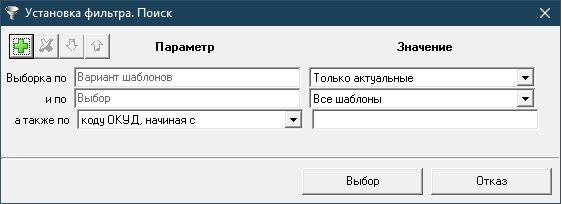 Установка фильтра. Поиск
Параметр Значение
Выборка по Вариант шаблонов Только актуальные
и по Выбор Все шаблоны
а также по коду ОКУД, начиная с
Выбор Отказ